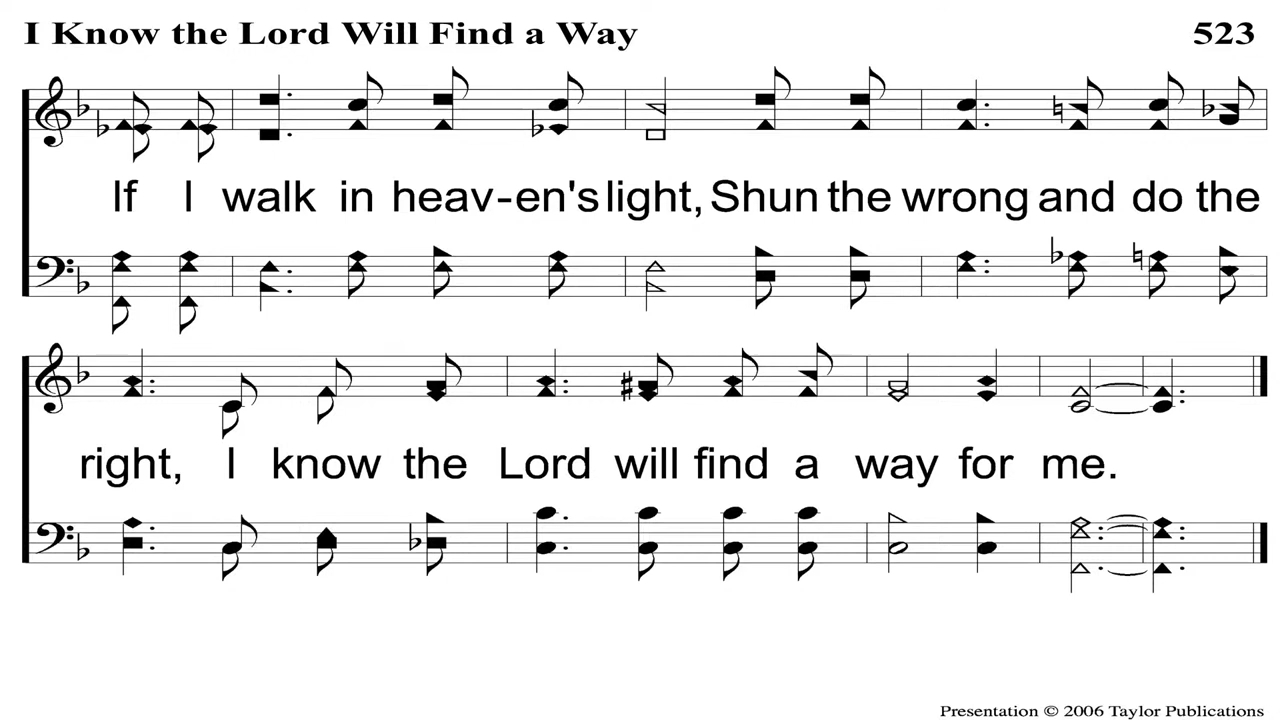 I Know the Lord Will Find a Way 523
If I walk in heav-en's light, Shun the wrong and do the
right, I know the Lord will find a way for me.
Presentation © 2006 Taylor Publications